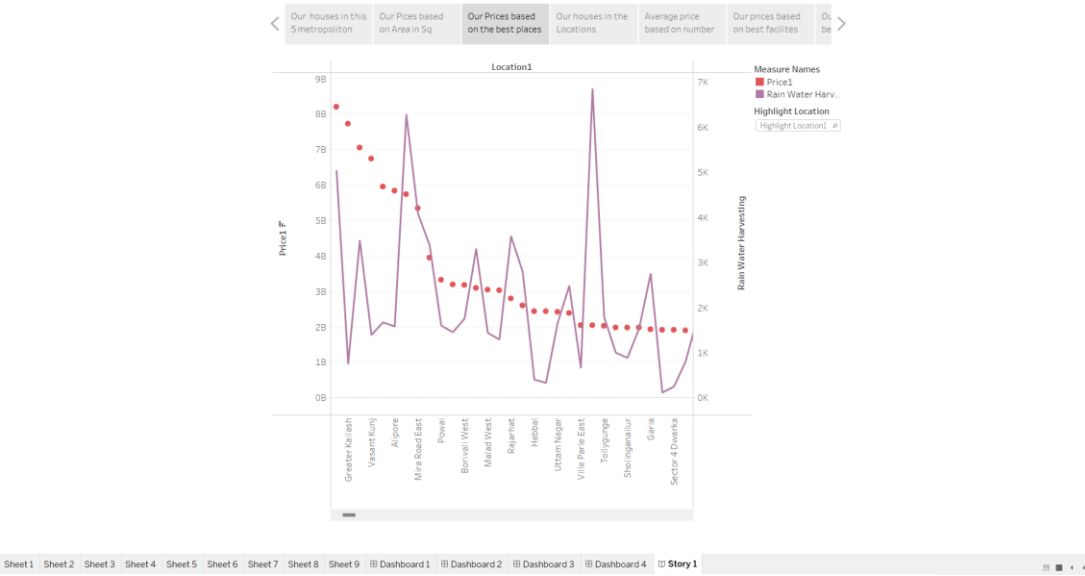 Our houses in this
5 metropoliton
Our Pices based
on Area in Sq
Our Prices based
on the best places
Our houses in the
Locations
Average price
based on number
Our prices based
on best facilites
Ou
be
Location1
Measure Names
Price1
Rain Water Harv...
Highlight Location
Highlight Location1
9B
8B
7B
6B
5B
4B
3B
2B
1B
0B
Price1
7K
6K
5K
4K
3K
2K
1K
0K
Rain Water Harvesting
Greater Kailash
Vasant Kunj
Alipore
Mira Road East
Powai
Borivali West
Malad West
Rajarhat
Hebbal
Uttam Nagar
Ville Parle East
Tollygunge
Sholinganallur
Garia
Sector 4 Dwarka
Sheet 1 Sheet 2 Sheet 3 Sheet 4 Sheet 5 Sheet 6 Sheet 7 Sheet 8 Sheet 9 Dashboard 1 Dashboard 2 Dashboard 3 Dashboard 4 Story 1